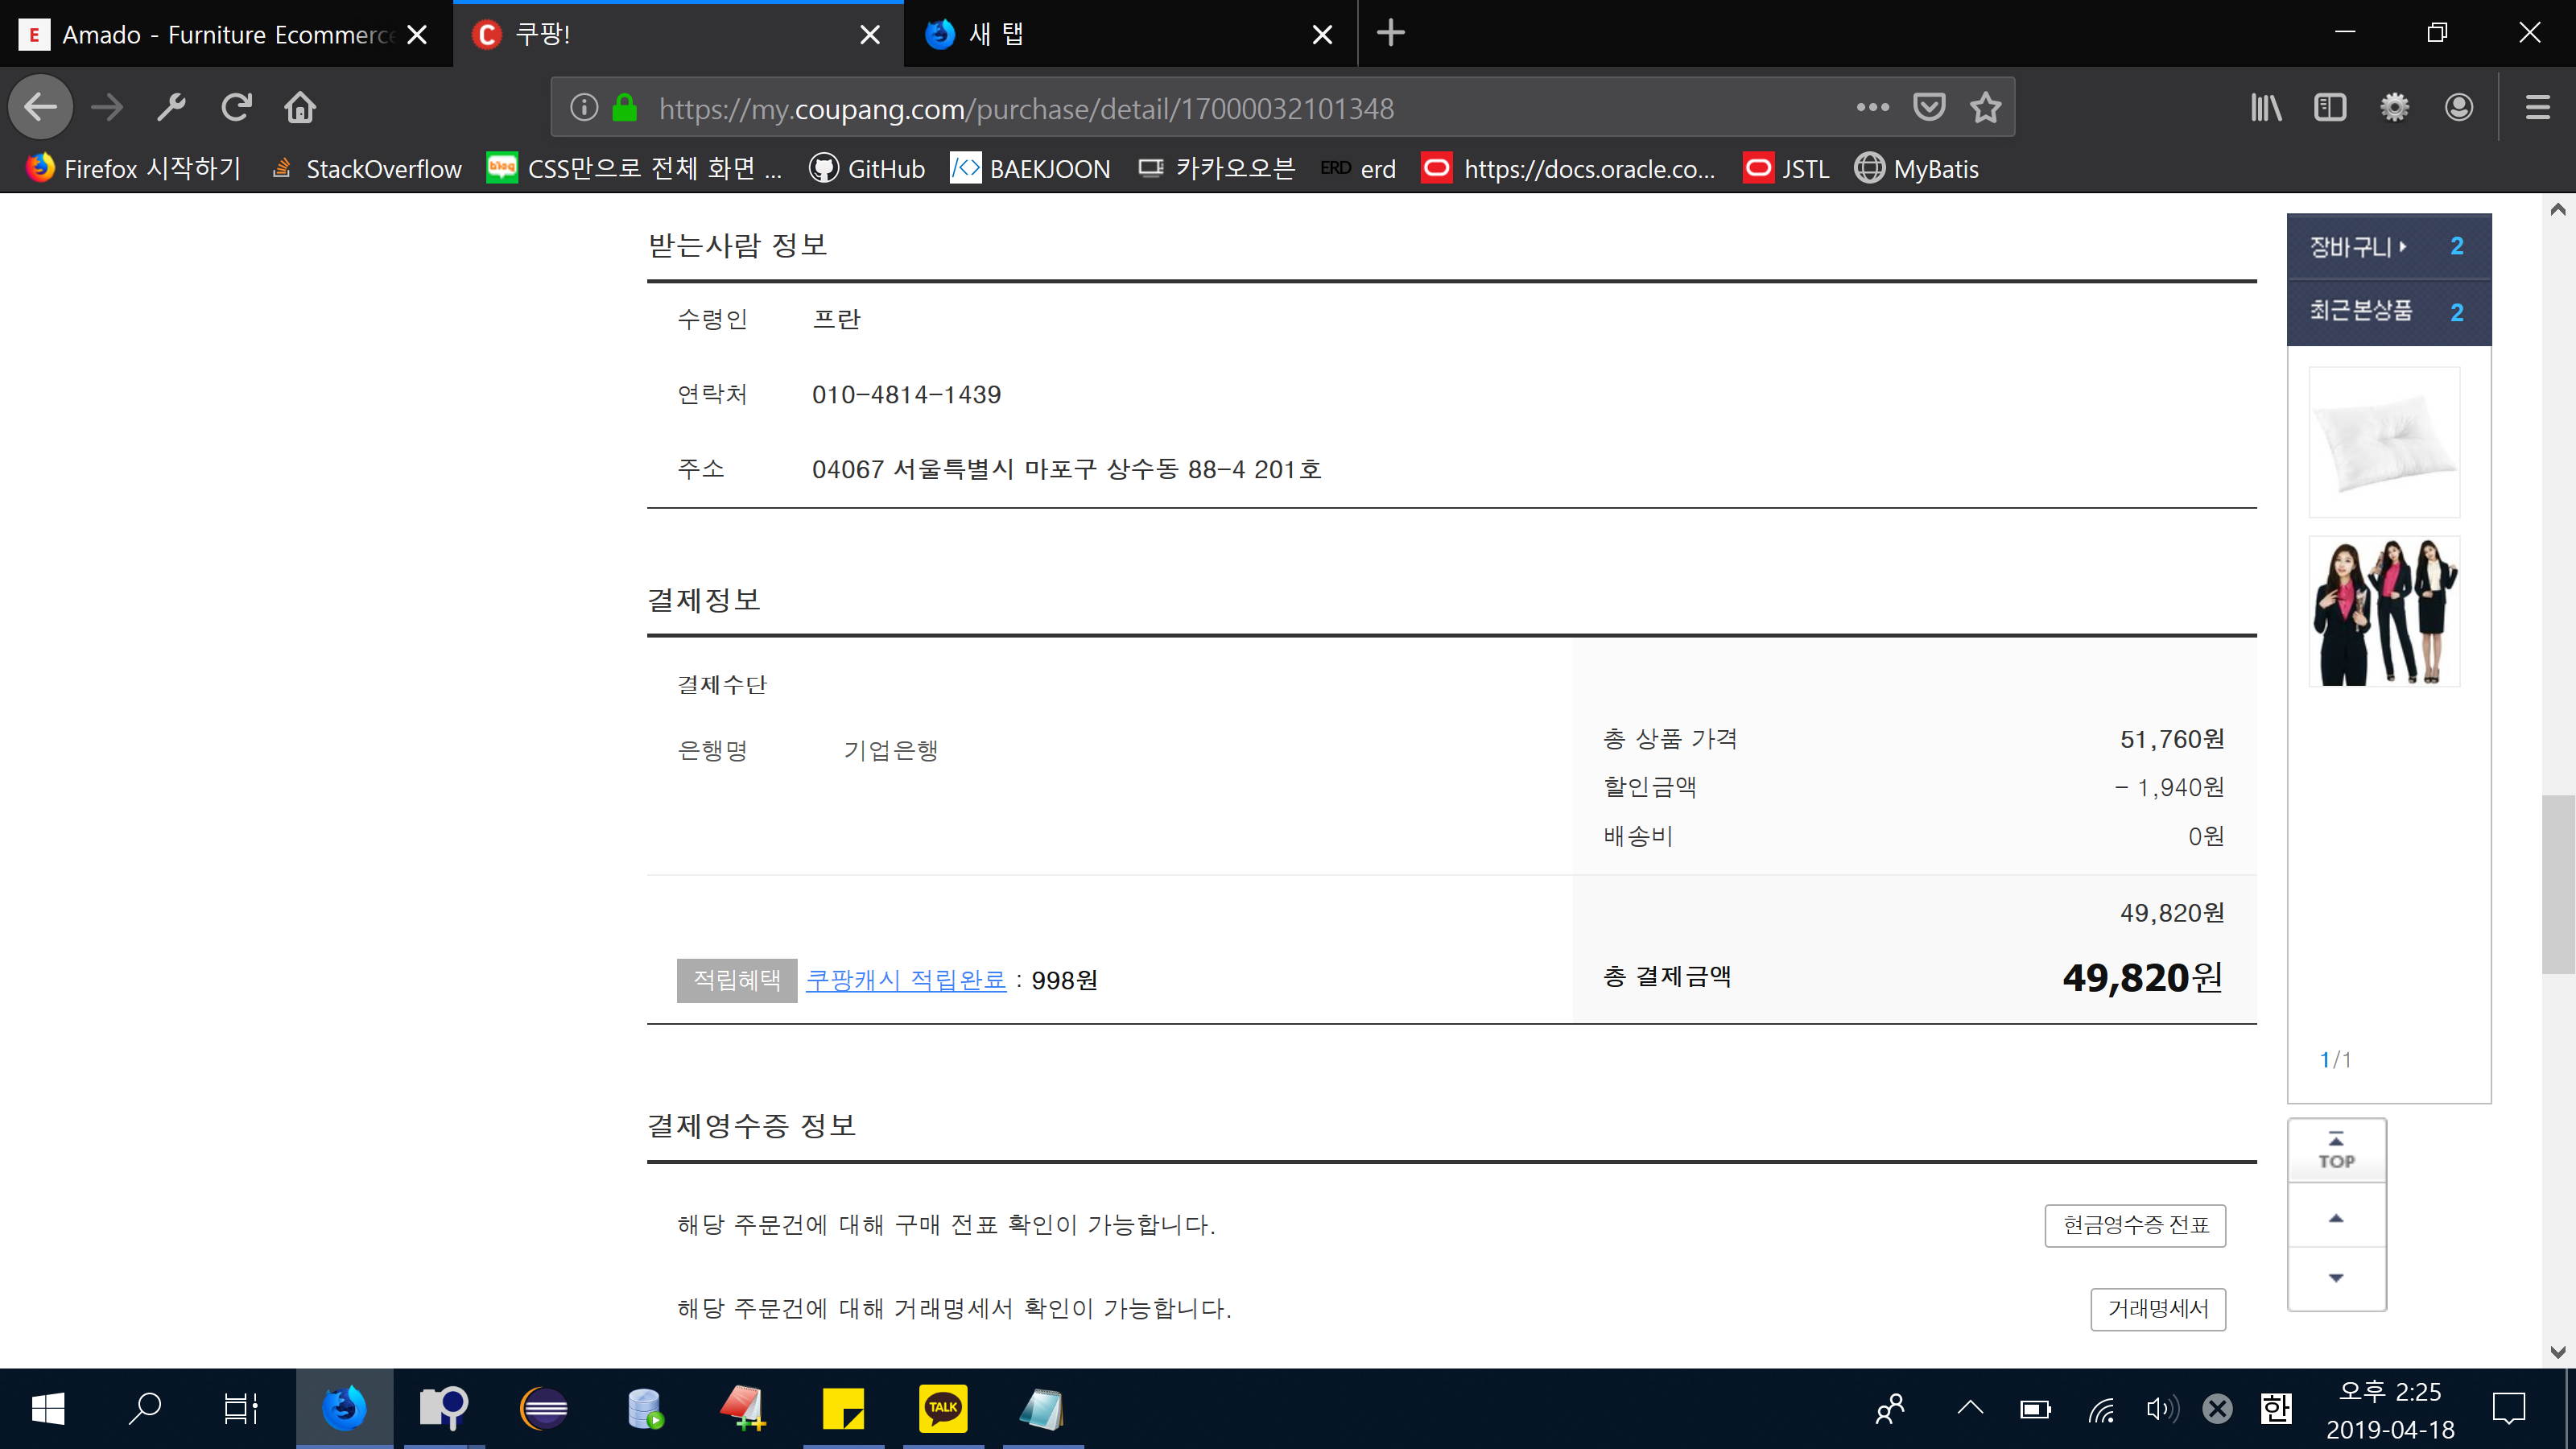 E Amado - Furniture Ecommerce
쿠팡!
새 탭
https://my.coupang.com/purchase/detail/17000032101348
Firefox 시작하기 StackOverflow blog CSS만으로 전체 화면 ... GitHub BAEKJOON 카카오오븐 ERD erd https://docs.oracle.co... JSTL MyBatis
받는사람 정보
수령인 프란
연락처 010-4814-1439
주소 04067 서울특별시 마포구 상수동 88-4 201호
결제정보
결제수단
은행명 기업은행
총 상품 가격 51,760원
할인금액 - 1,940원
배송비 0원
49,820원
적립혜택 쿠팡캐시 적립완료 : 998원
총 결제금액 49,820원
결제영수증 정보
해당 주문건에 대해 구매 전표 확인이 가능합니다. 현금영수증 전표
해당 주문건에 대해 거래명세서 확인이 가능합니다. 거래명세서
장바구니 2
최근본상품 2
1/1
TOP
TALK
한
오후 2:25
2019-04-18